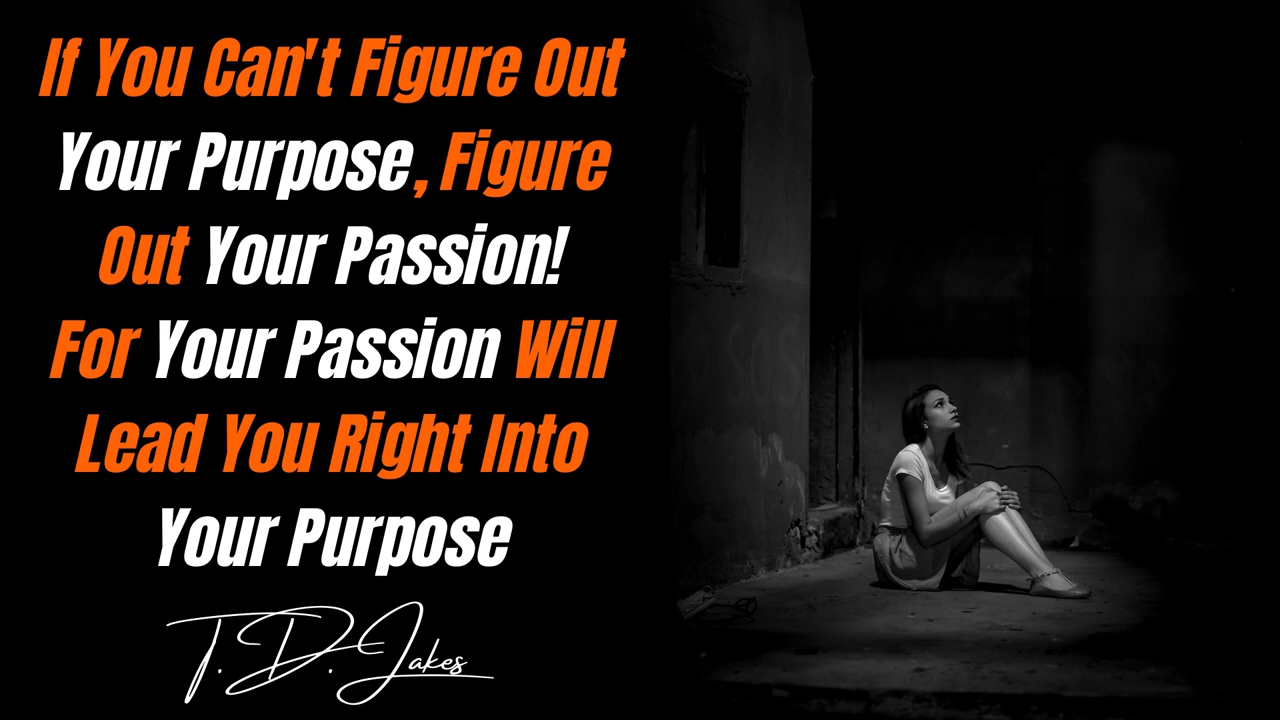 If You Can't Figure Out
Your Purpose, Figure
Out Your Passion!
For Your Passion Will
Lead You Right Into
Your Purpose
T. D. Jakes